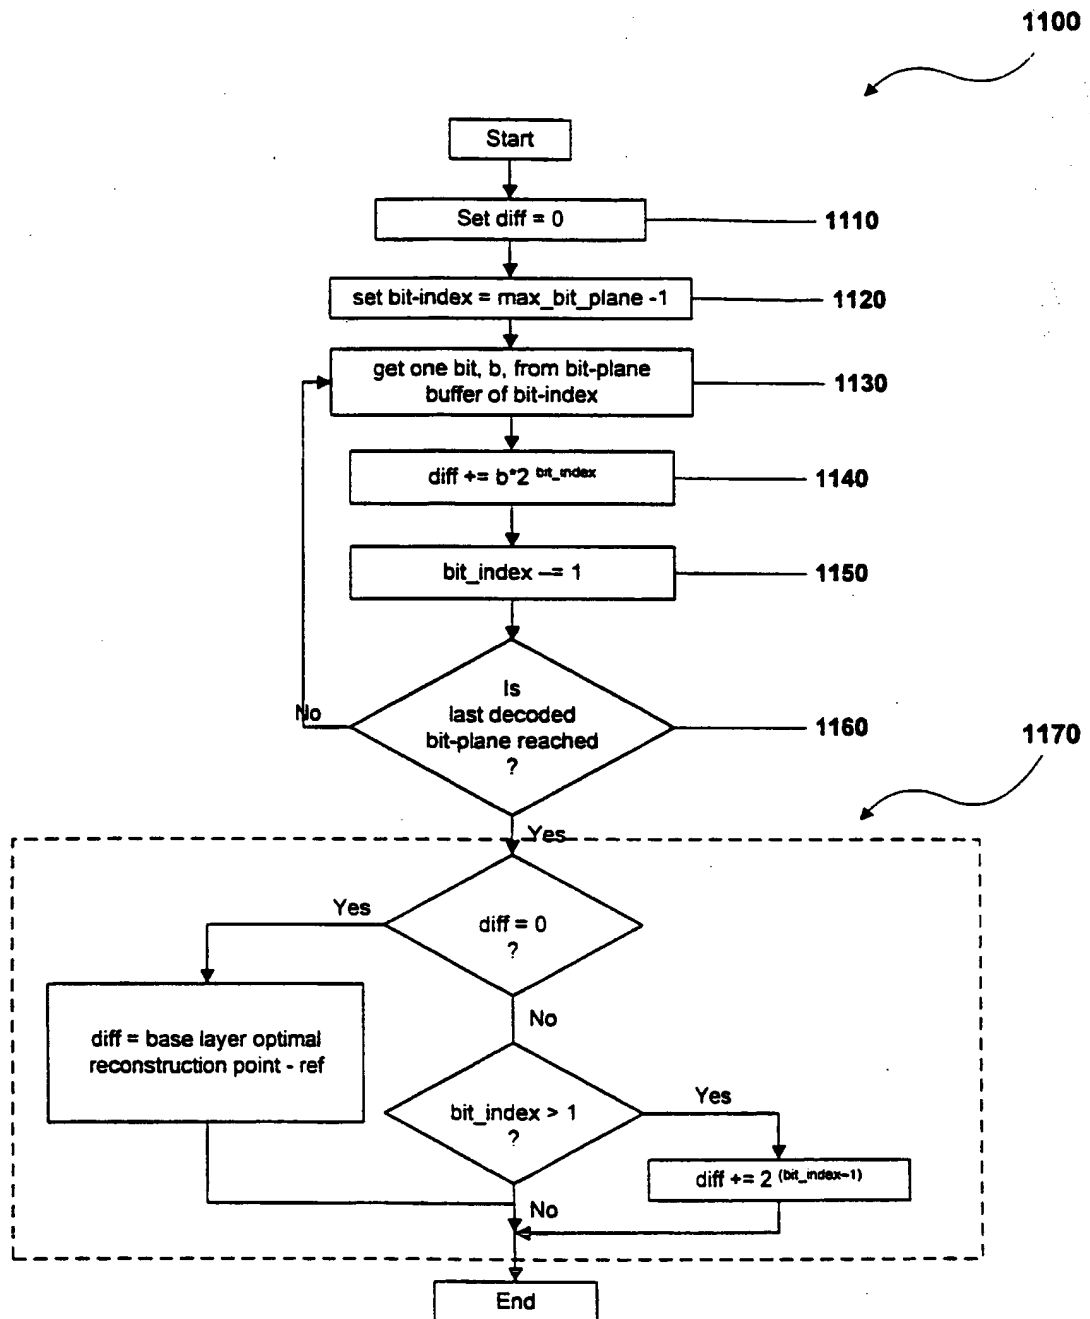 1100
Start
Set diff = 0
1110
set bit-index = max_bit_plane -1
1120
get one bit, b, from bit-plane
buffer of bit-index
1130
diff += b*2 bit_index
1140
bit_index -= 1
1150
Is
last decoded
bit-plane reached
?
No
1160
1170
Yes
diff = 0
?
Yes
No
diff = base layer optimal
reconstruction point - ref
bit_index > 1
?
Yes
diff += 2 (bit_index-1)
No
End